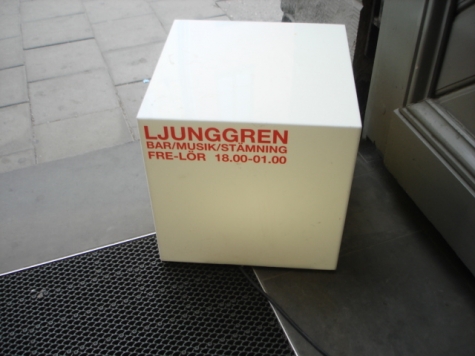 LJUNGGREN
BAR/MUSIK/STÄMNING
FRE-LÖR 18.00-01.00